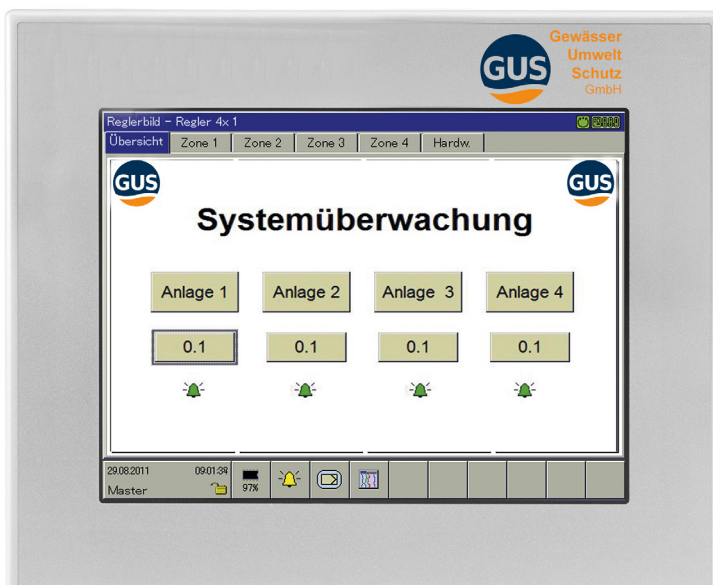 GUS
Gewässer
Umwelt
Schutz
GmbH
Reglerbild - Regler 4x1
Übersicht Zone 1 Zone 2 Zone 3 Zone 4 Hardw.
GUS GUS
Systemüberwachung
Anlage 1 Anlage 2 Anlage 3 Anlage 4
0.1 0.1 0.1 0.1
29.08.2011 09:01:39
Master 97%